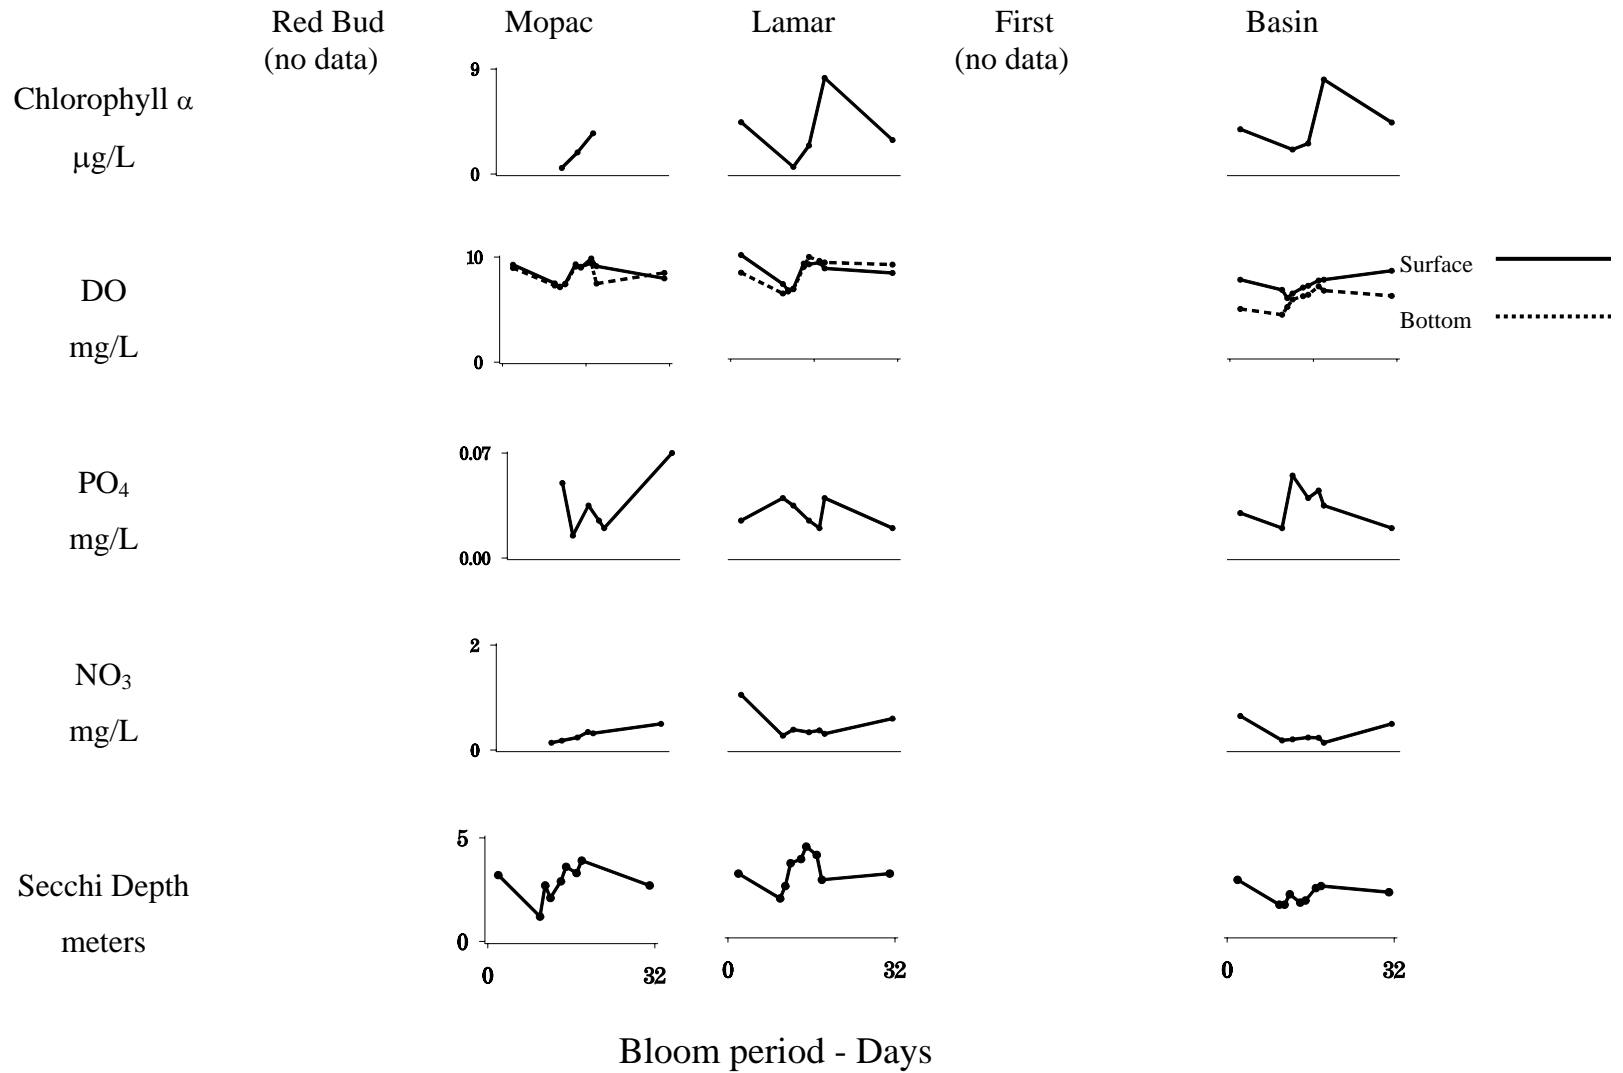 Red Bud
(no data)
Mopac
Lamar
First
(no data)
Basin
Chlorophyll α
µg/L
9
0
DO
mg/L
10
0
Surface
Bottom
PO4
mg/L
0.07
0.00
NO3
mg/L
2
0
Secchi Depth
meters
5
0
0
32
0
32
0
32
Bloom period - Days